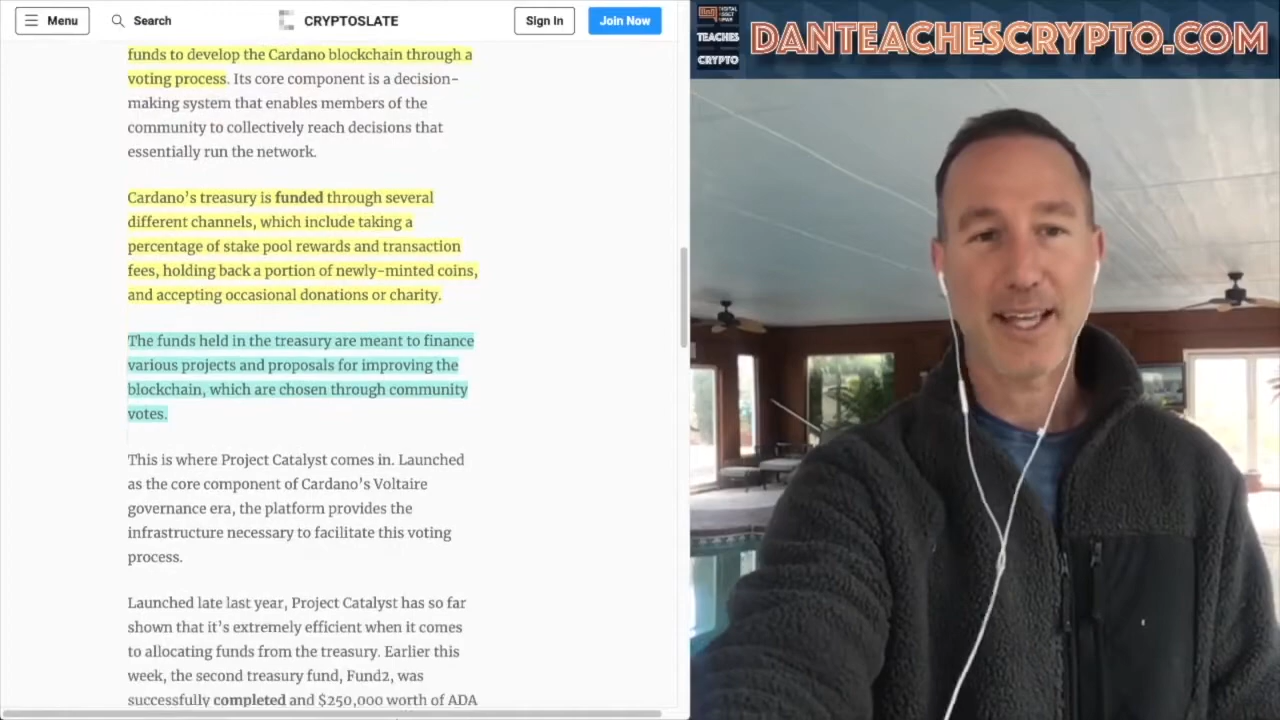 Menu
Search
CRYPTOSLATE
Sign In
Join Now
funds to develop the Cardano blockchain through a
voting process. Its core component is a decision-
making system that enables members of the
community to collectively reach decisions that
essentially run the network.
Cardano’s treasury is funded through several
different channels, which include taking a
percentage of stake pool rewards and transaction
fees, holding back a portion of newly-minted coins,
and accepting occasional donations or charity.
The funds held in the treasury are meant to finance
various projects and proposals for improving the
blockchain, which are chosen through community
votes.
This is where Project Catalyst comes in. Launched
as the core component of Cardano’s Voltaire
governance era, the platform provides the
infrastructure necessary to facilitate this voting
process.
Launched late last year, Project Catalyst has so far
shown that it’s extremely efficient when it comes
to allocating funds from the treasury. Earlier this
week, the second treasury fund, Fund2, was
successfully completed and $250,000 worth of ADA
TEACHES
CRYPTO
DANTEACHESCRYPTO.COM